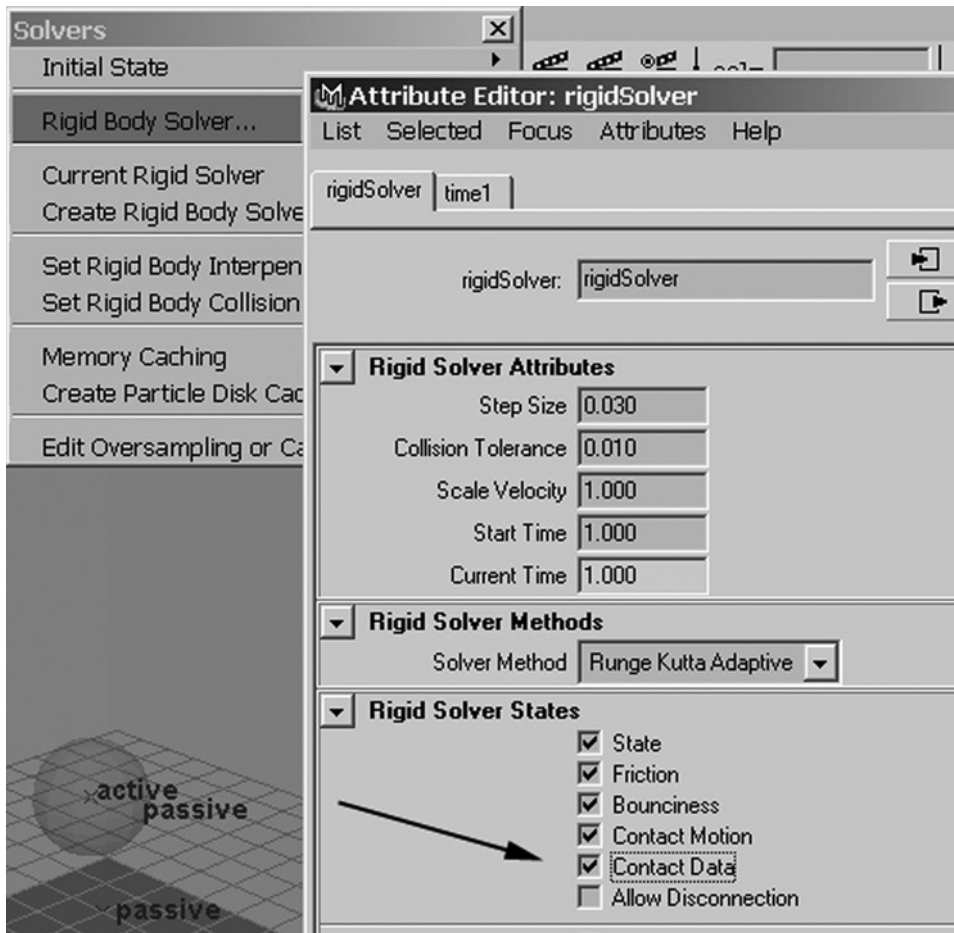 Solvers
Initial State
Rigid Body Solver...
Current Rigid Solver
Create Rigid Body Solve
Set Rigid Body Interpen
Set Rigid Body Collision
Memory Caching
Create Particle Disk Cac
Edit Oversampling or Ca
Attribute Editor: rigidSolver
List Selected Focus Attributes Help
rigidSolver time1
rigidSolver: rigidSolver
Rigid Solver Attributes
Step Size 0.030
Collision Tolerance 0.010
Scale Velocity 1.000
Start Time 1.000
Current Time 1.000
Rigid Solver Methods
Solver Method Runge Kutta Adaptive
Rigid Solver States
State
Friction
Bounciness
Contact Motion
Contact Data
Allow Disconnection
active
passive
passive